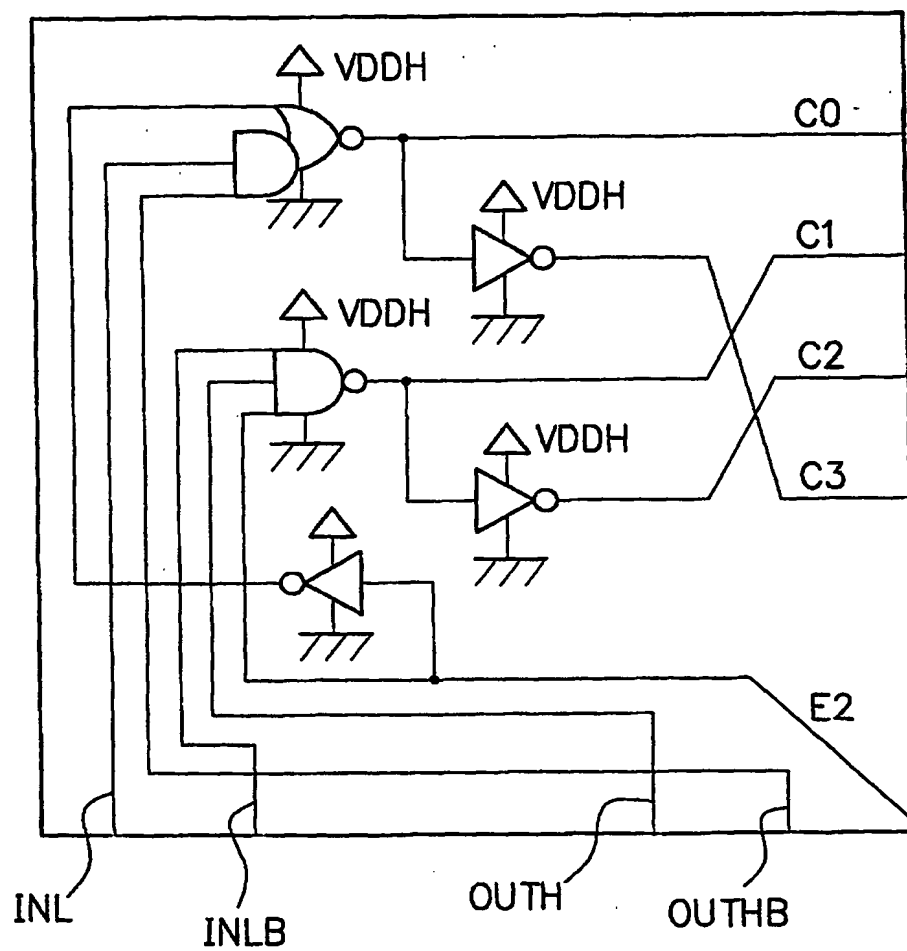 VDDH
C0
VDDH
C1
VDDH
C2
VDDH
C3
E2
INL
INLB
OUTH
OUTHB